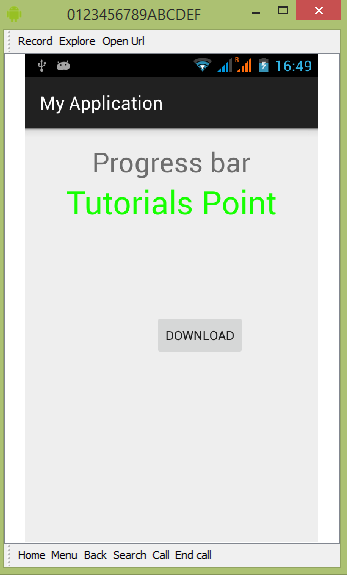 0123456789ABCDEF
Record Explore Open Url
R 16:49
My Application
Progress bar
Tutorials Point
DOWNLOAD
Home Menu Back Search Call End call